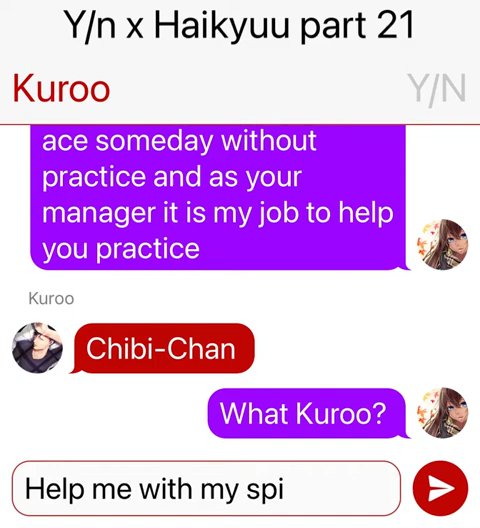 Y/n x Haikyuu part 21
Kuroo
Y/N
ace someday without
practice and as your
manager it is my job to help
you practice
Kuroo
Chibi-Chan
What Kuroo?
Help me with my spi